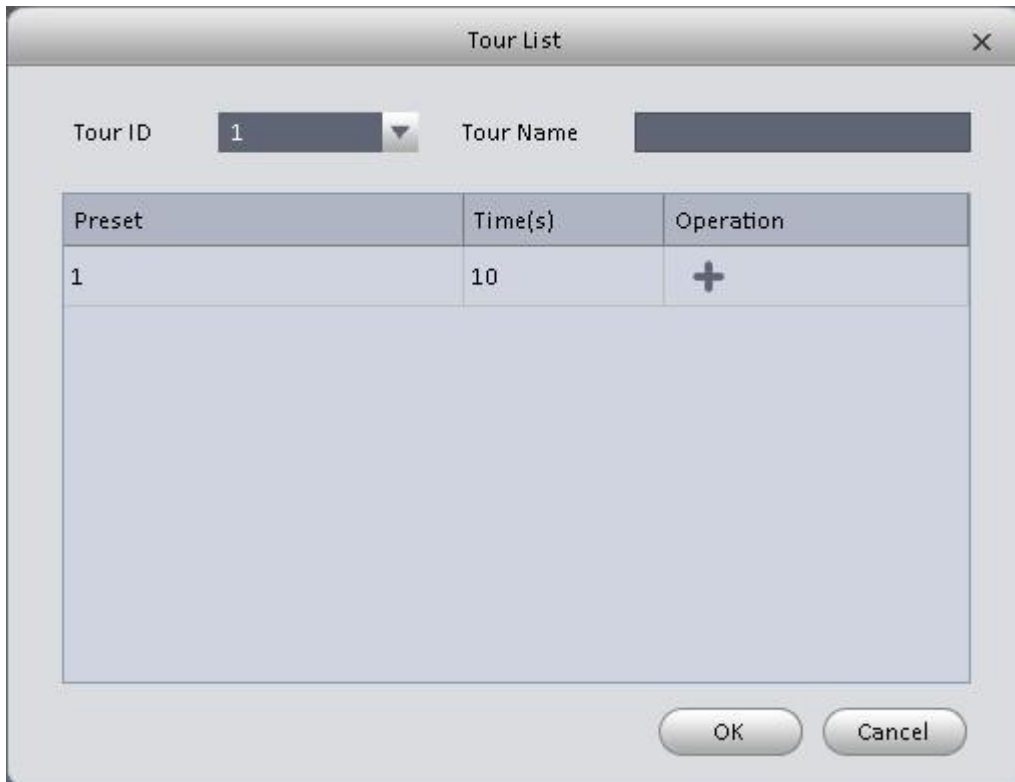 Tour List
Tour ID 1 Tour Name
Preset Time(s) Operation
1 10
OK Cancel